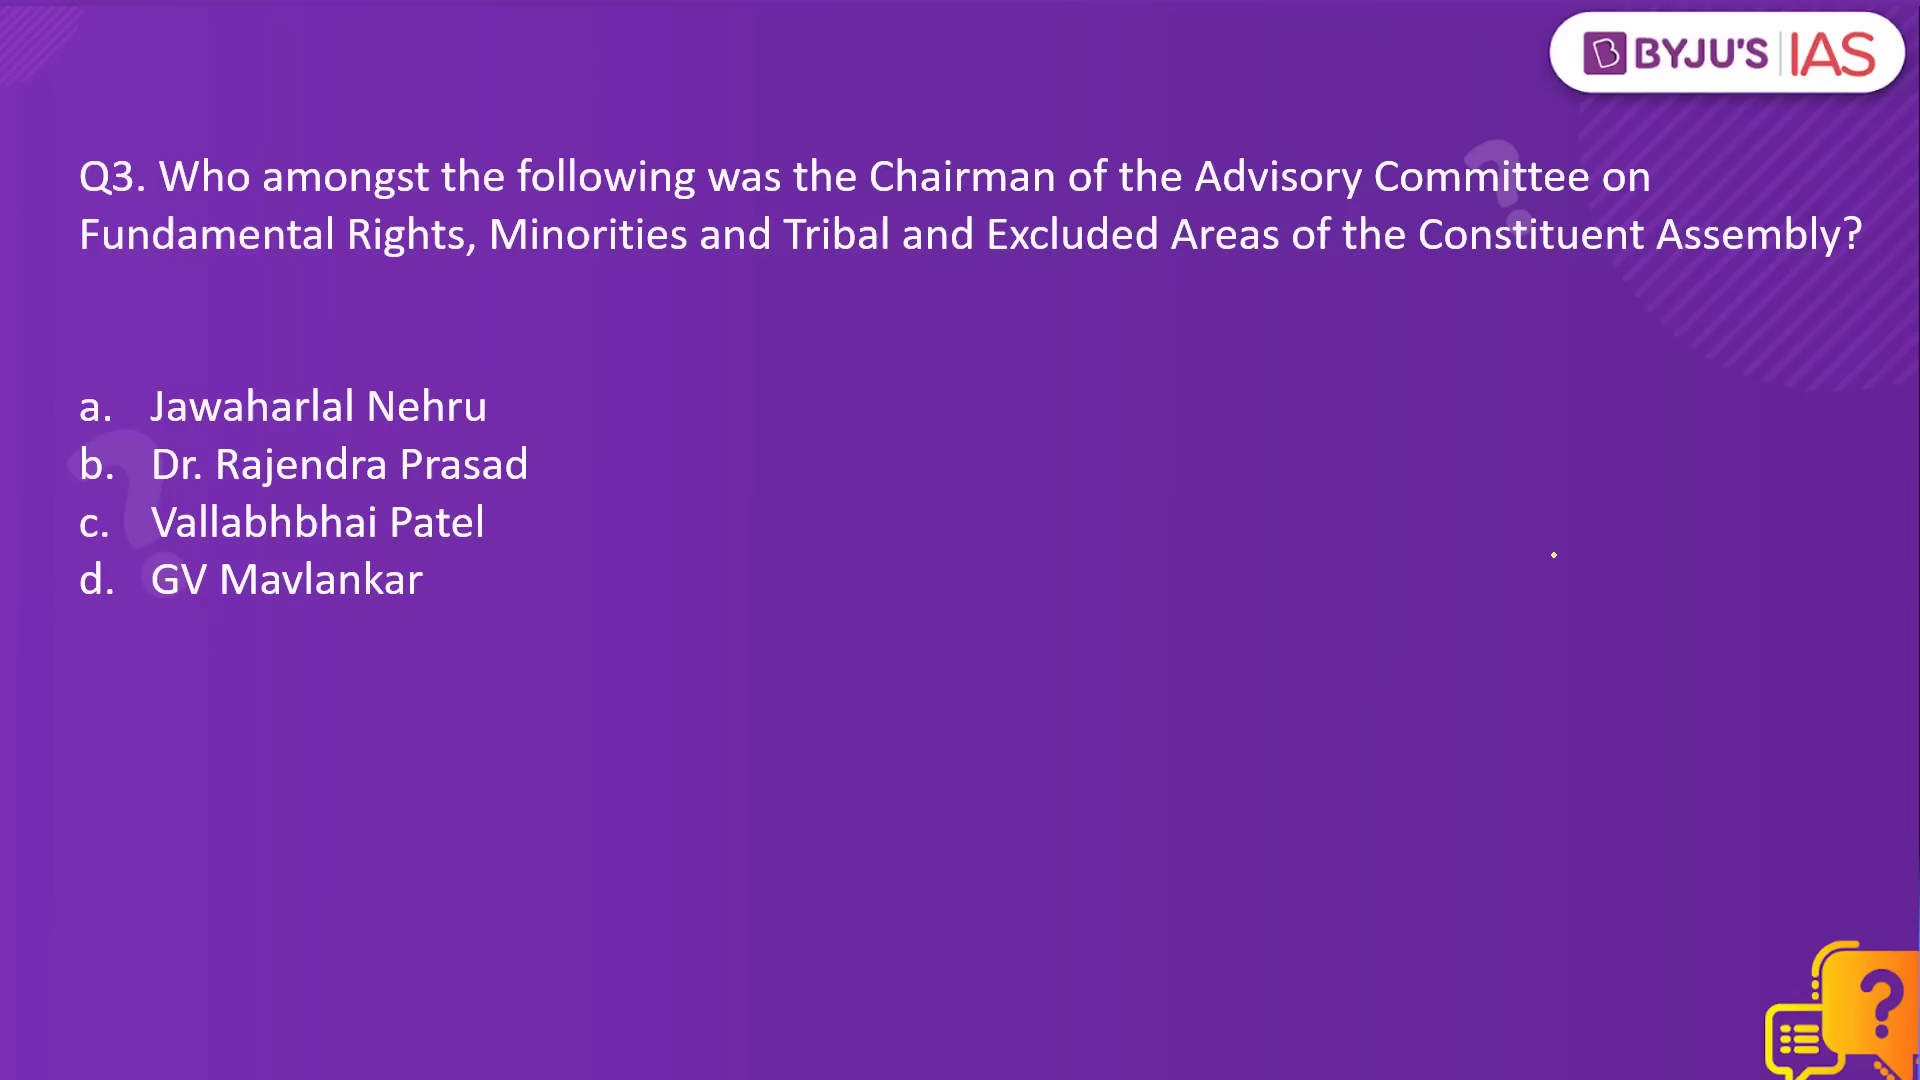 BYJU'S IAS
Q3. Who amongst the following was the Chairman of the Advisory Committee on
Fundamental Rights, Minorities and Tribal and Excluded Areas of the Constituent Assembly?
a. Jawaharlal Nehru
b. Dr. Rajendra Prasad
c. Vallabhbhai Patel
d. GV Mavlankar